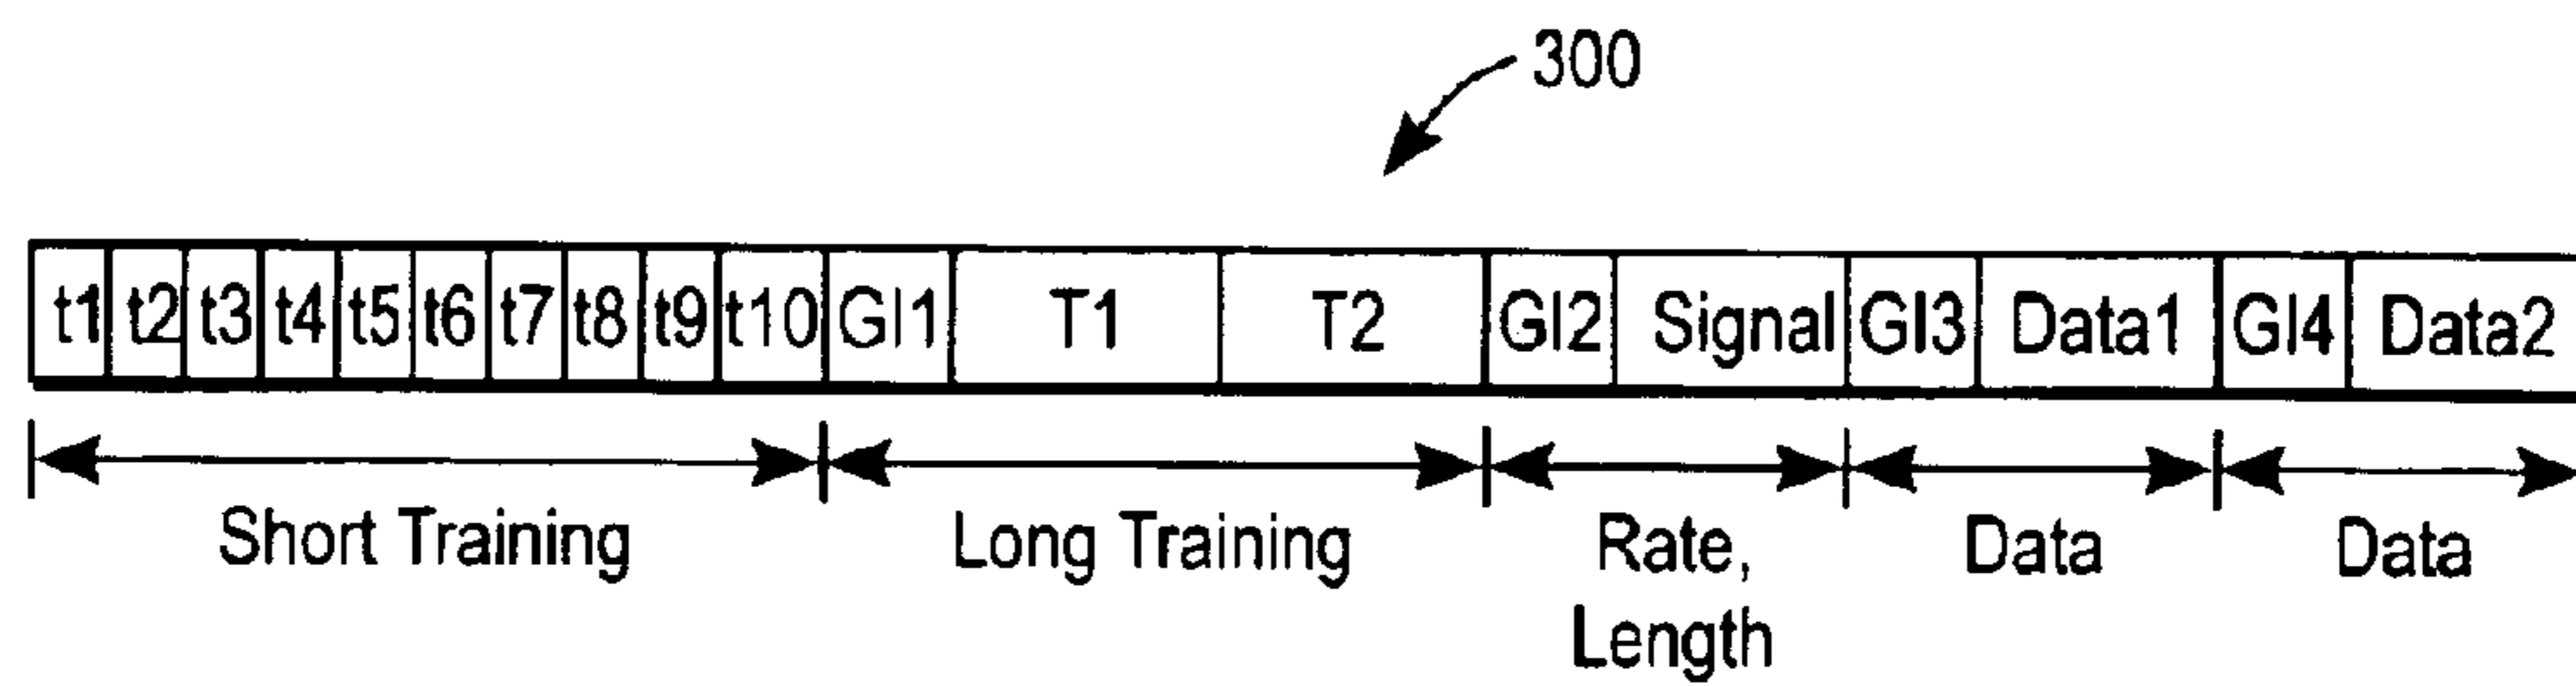 300
t1 t2 t3 t4 t5 t6 t7 t8 t9 t10 GI1 T1 T2 GI2 Signal GI3 Data1 GI4 Data2
Short Training Long Training Rate, Data Data
Length